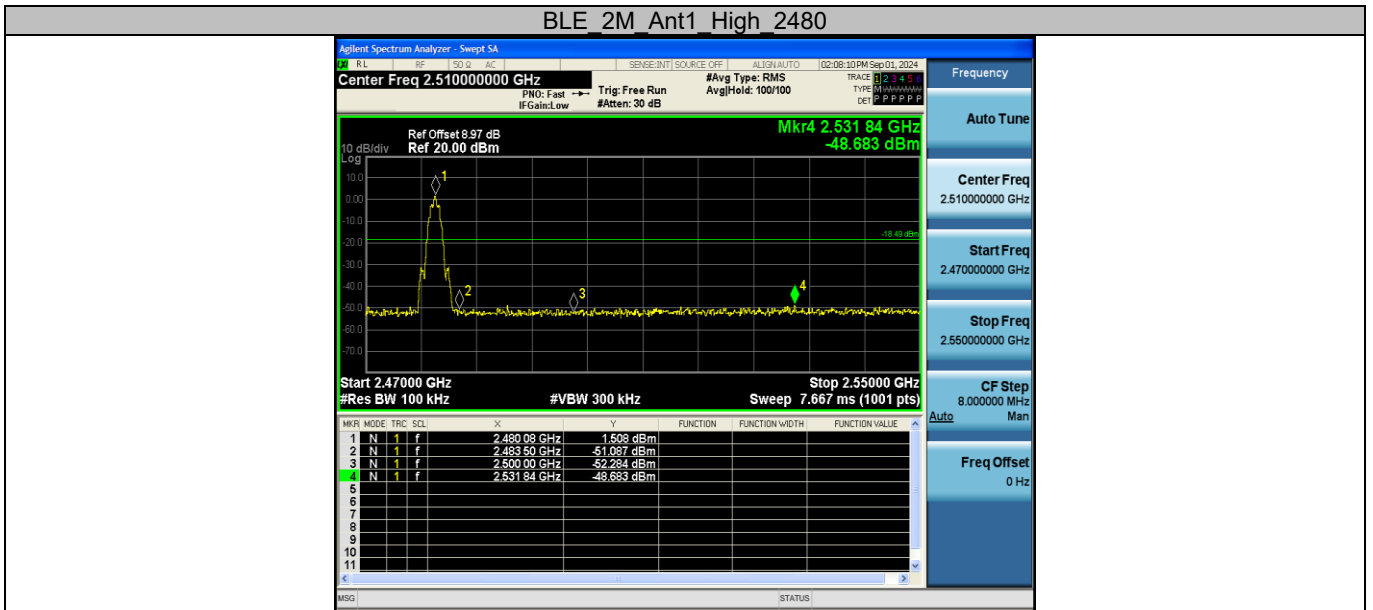 BLE_2M_Ant1_High_2480
Agilent Spectrum Analyzer - Swept SA
RL RF 50 Ω AC SENSE:INT SOURCE OFF ALIGNAUTO 02:08:10 PM Sep 01, 2024
Center Freq 2.510000000 GHz
PNO: Fast
IFGain:Low
Trig: Free Run
#Atten: 30 dB
#Avg Type: RMS
Avg|Hold: 100/100
TRACE 1 2 3 4 5 6
TYPE M
DET P P P P P P
Mkr4 2.531 84 GHz
-48.683 dBm
Ref Offset 8.97 dB
10 dB/div Ref 20.00 dBm
Log
10.0
0.00
-10.0
-20.0
-30.0
-40.0
-50.0
-60.0
-70.0
1
2
3
4
-18.49 dBm
Start 2.47000 GHz Stop 2.55000 GHz
#Res BW 100 kHz #VBW 300 kHz Sweep 7.667 ms (1001 pts)
MKR MODE TRC SCL X Y FUNCTION FUNCTION WIDTH FUNCTION VALUE
1 N 1 f 2.480 08 GHz 1.508 dBm
2 N 1 f 2.483 50 GHz -51.087 dBm
3 N 1 f 2.500 00 GHz -52.284 dBm
4 N 1 f 2.531 84 GHz -48.683 dBm
5
6
7
8
9
10
11
MSG STATUS
Frequency
Auto Tune
Center Freq
2.510000000 GHz
Start Freq
2.470000000 GHz
Stop Freq
2.550000000 GHz
CF Step
8.000000 MHz
Auto Man
Freq Offset
0 Hz